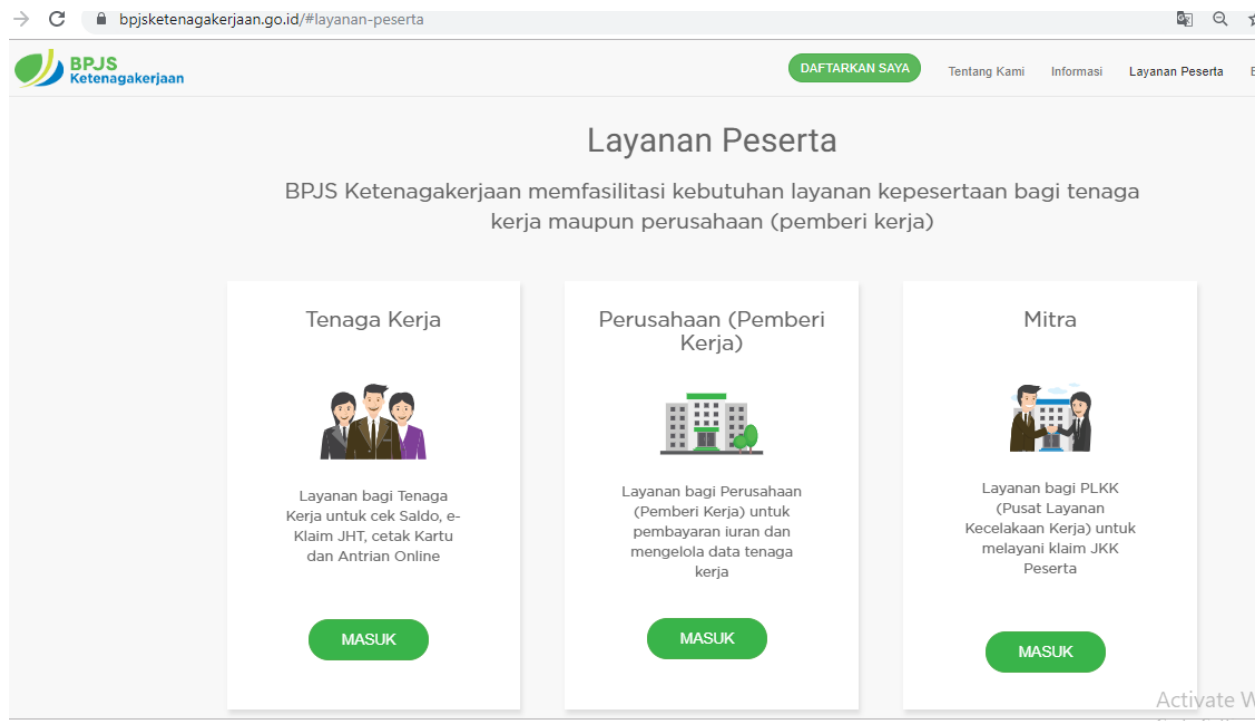 bpjsketenagakerjaan.go.id/#layanan-peserta
BPJS
Ketenagakerjaan
DAFTARKAN SAYA
Tentang Kami
Informasi
Layanan Peserta
Layanan Peserta
BPJS Ketenagakerjaan memfasilitasi kebutuhan layanan kepesertaan bagi tenaga
kerja maupun perusahaan (pemberi kerja)
Tenaga Kerja
Layanan bagi Tenaga
Kerja untuk cek Saldo, e-
Klaim JHT, cetak Kartu
dan Antrian Online
MASUK
Perusahaan (Pemberi
Kerja)
Layanan bagi Perusahaan
(Pemberi Kerja) untuk
pembayaran iuran dan
mengelola data tenaga
kerja
MASUK
Mitra
Layanan bagi PLKK
(Pusat Layanan
Kecelakaan Kerja) untuk
melayani klaim JKK
Peserta
MASUK
Activate